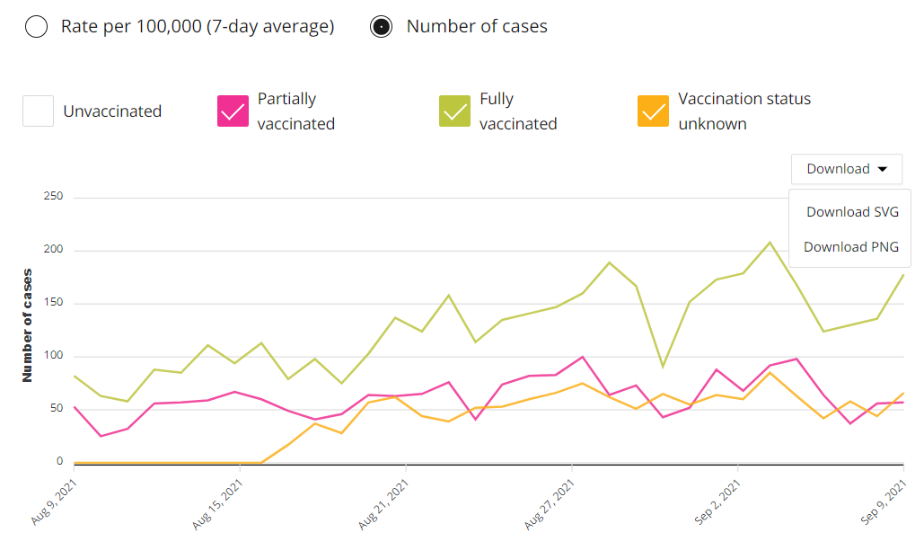 Rate per 100,000 (7-day average)
Number of cases
Unvaccinated
Partially
vaccinated
Fully
vaccinated
Vaccination status
unknown
Download
Download SVG
Download PNG
Number of cases
250
200
150
100
50
0
Aug 9, 2021
Aug 15, 2021
Aug 21, 2021
Aug 27, 2021
Sep 2, 2021
Sep 9, 2021